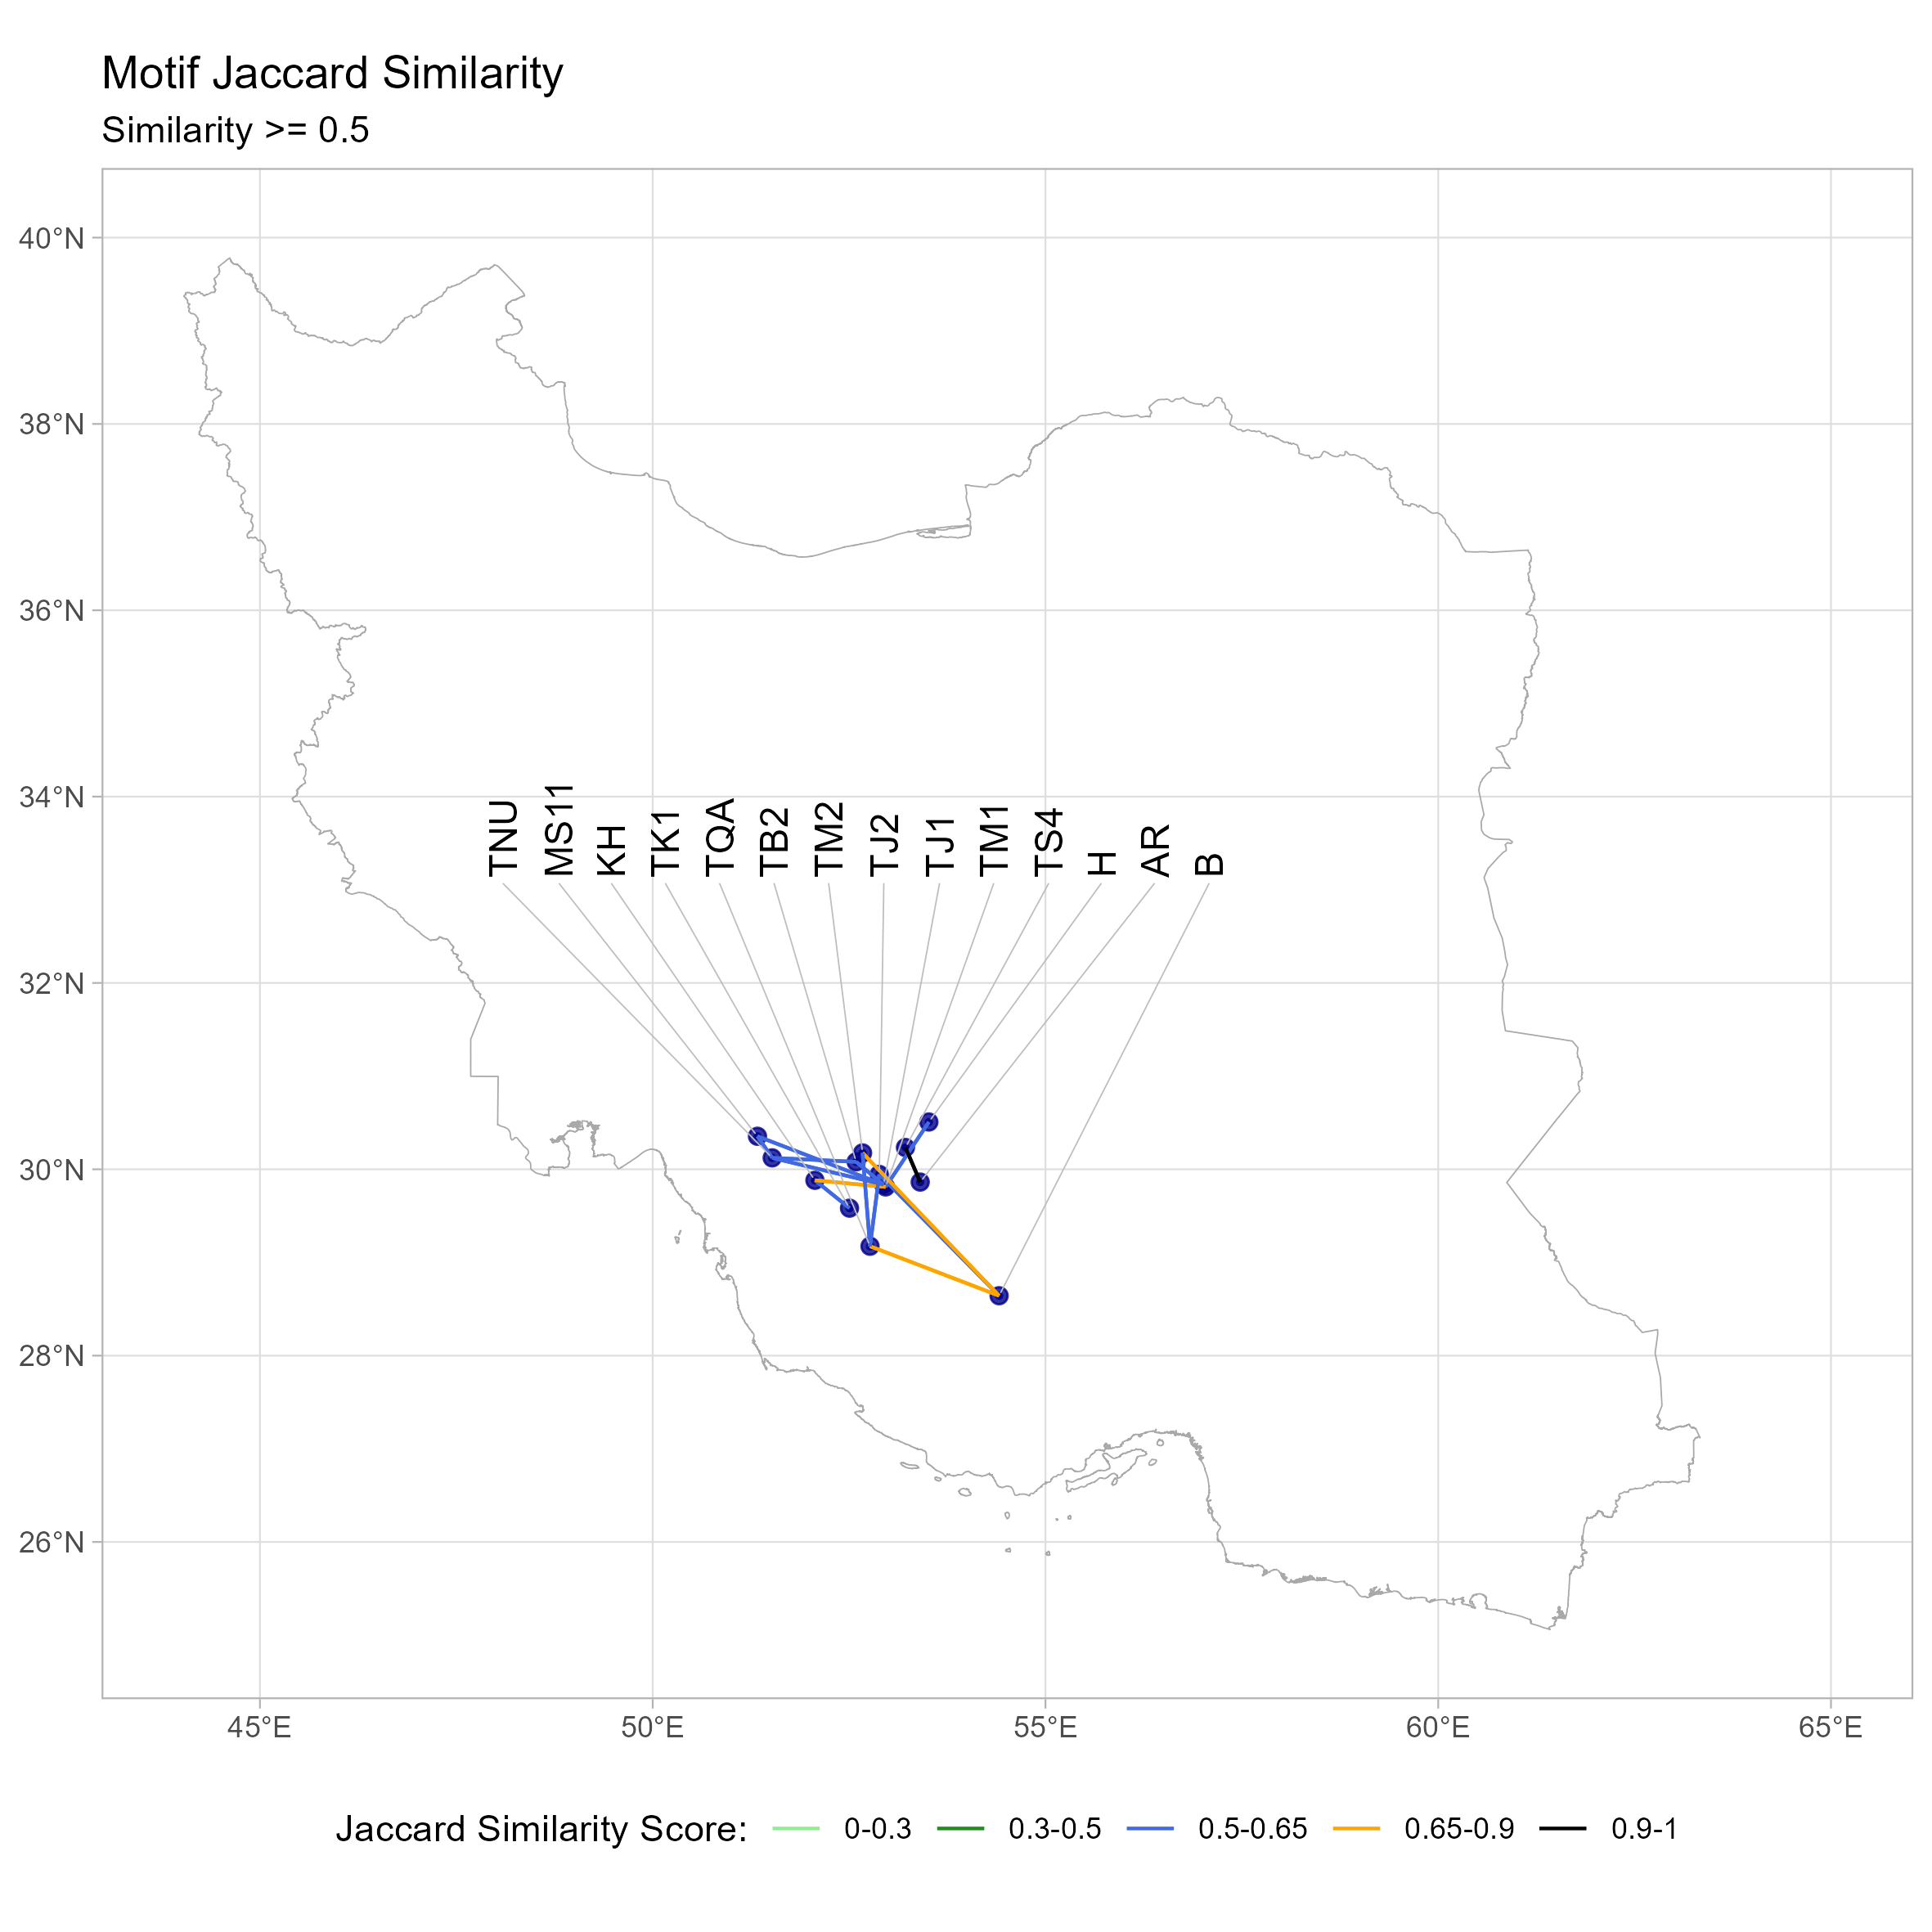 Motif Jaccard Similarity
Similarity >= 0.5
40°N
38°N
36°N
34°N
32°N
30°N
28°N
26°N
TNU
MS11
KH
TK1
TQA
TB2
TM2
TJ2
TJ1
TM1
TS4
H
AR
B
45°E 50°E 55°E 60°E 65°E
Jaccard Similarity Score: 0-0.3 0.3-0.5 0.5-0.65 0.65-0.9 0.9-1